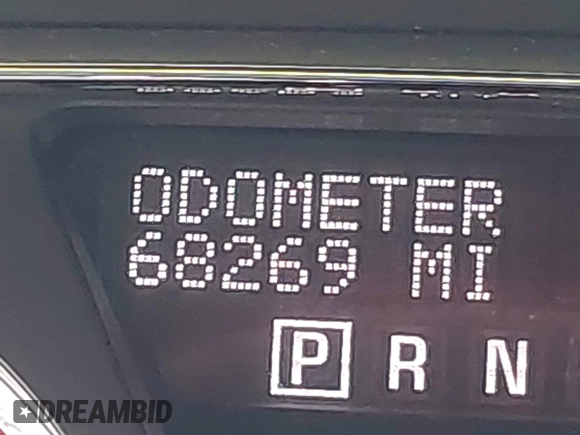 ODOMETER
68269 MI
P R N
DREAMBID